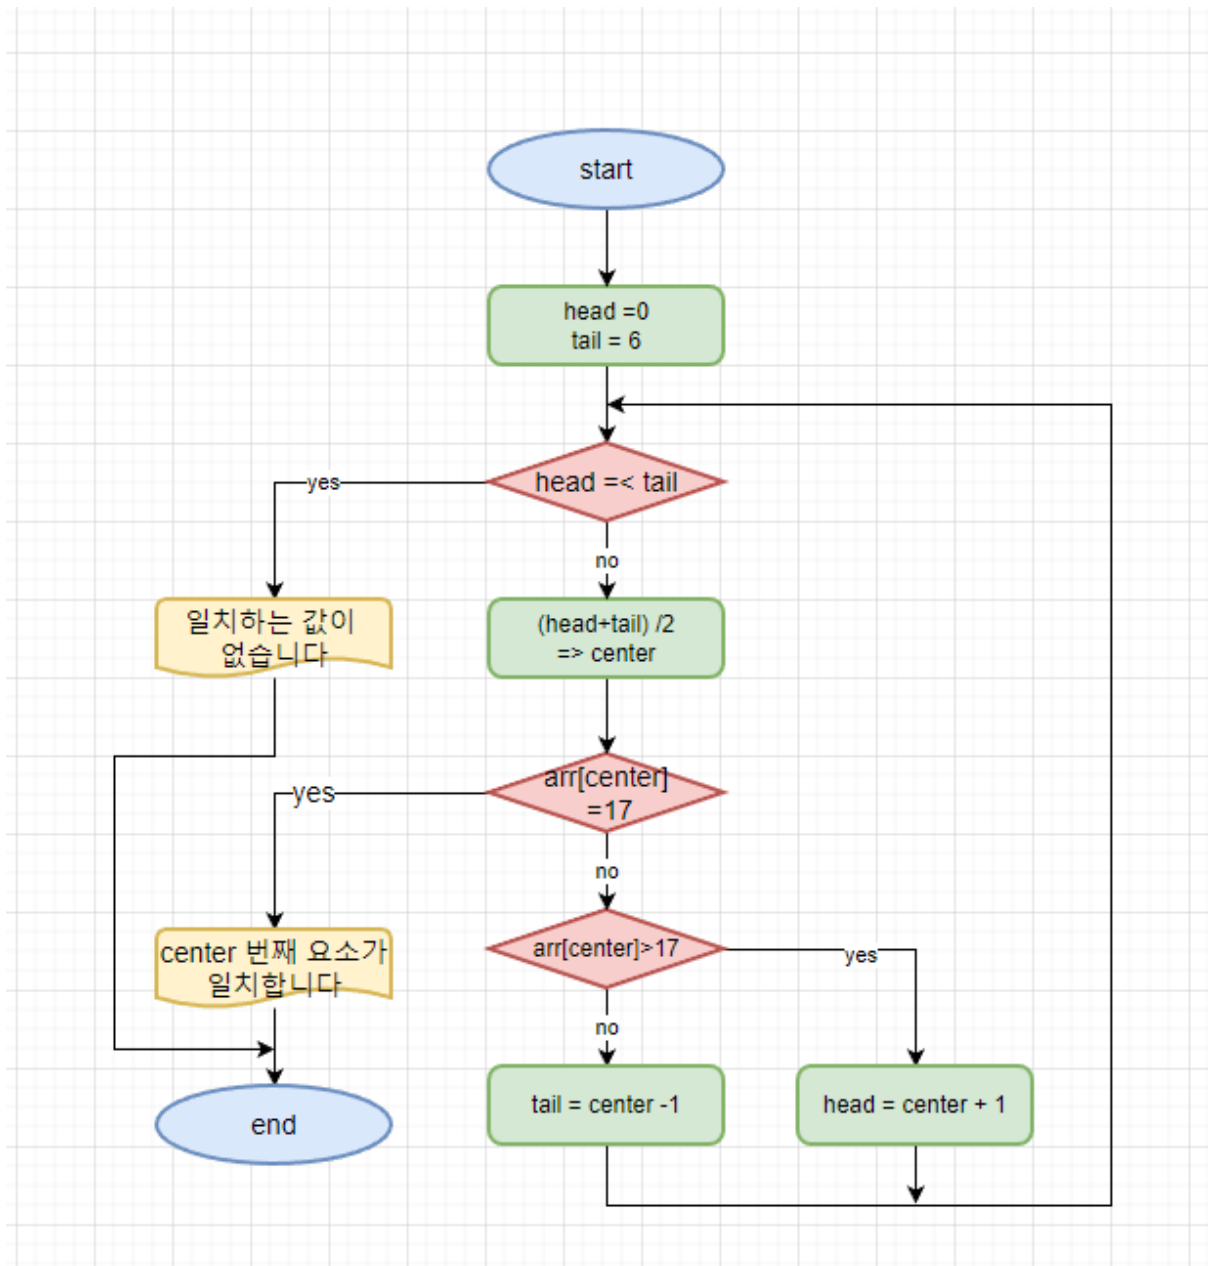 start
head =0
tail = 6
head =< tail
yes
no
일치하는 값이
없습니다
(head+tail) /2
=> center
arr[center]
=17
yes
no
center 번째 요소가
일치합니다
arr[center]>17
yes
no
end
tail = center -1
head = center + 1